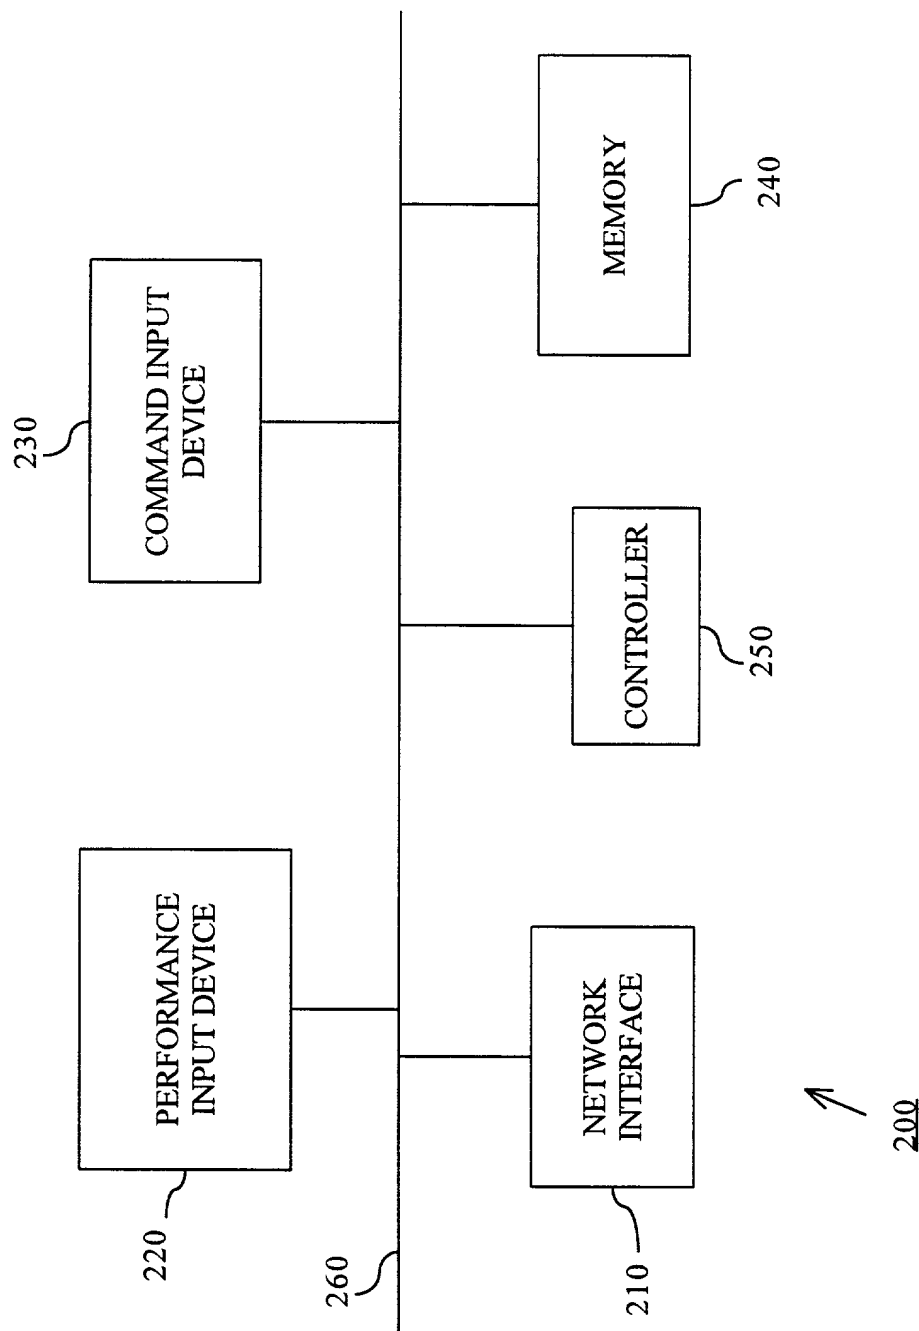 220
PERFORMANCE
INPUT DEVICE
230
COMMAND INPUT
DEVICE
260
210
NETWORK
INTERFACE
CONTROLLER
250
MEMORY
240
200